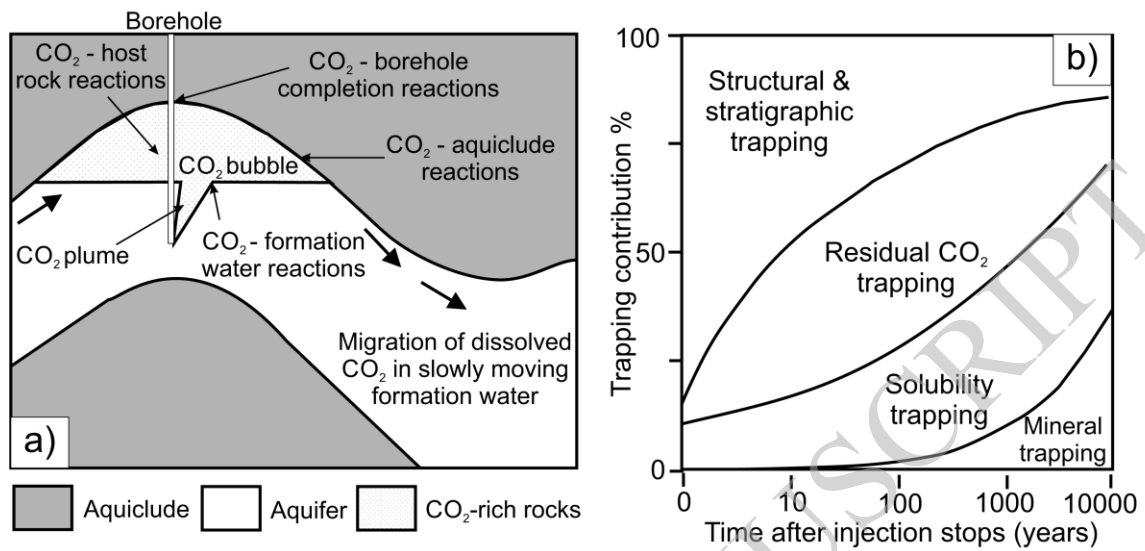 Borehole
CO₂ - host
rock reactions
CO₂ - borehole
completion reactions
CO₂ bubble
CO₂ - aquiclude
reactions
CO₂ plume
CO₂ - formation
water reactions
Migration of dissolved
CO₂ in slowly moving
formation water
a)
Aquiclude
Aquifer
CO₂-rich rocks
b)
Trapping contribution %
100
50
0
Structural &
stratigraphic
trapping
Residual CO₂
trapping
Solubility
trapping
Mineral
trapping
0
10
100
1000
10000
Time after injection stops (years)
USCRIPT